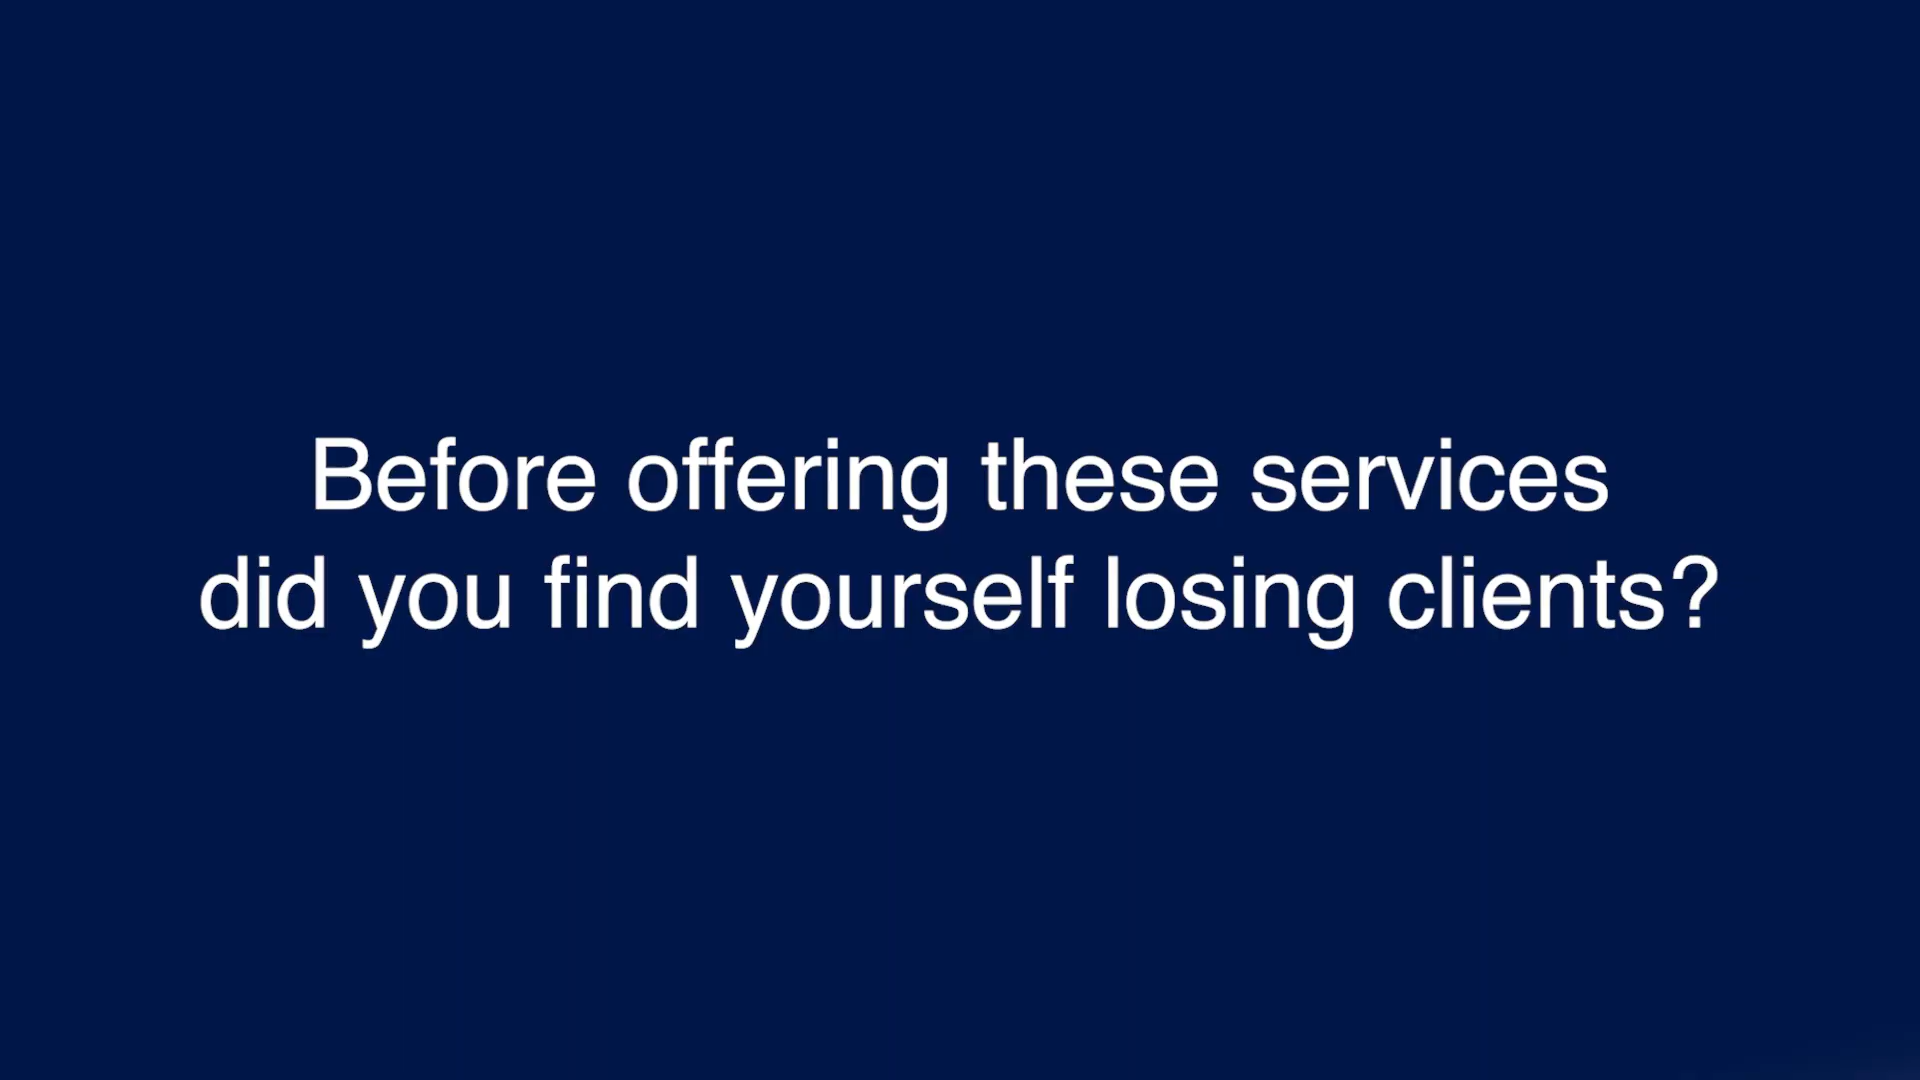 Before offering these services
did you find yourself losing clients?